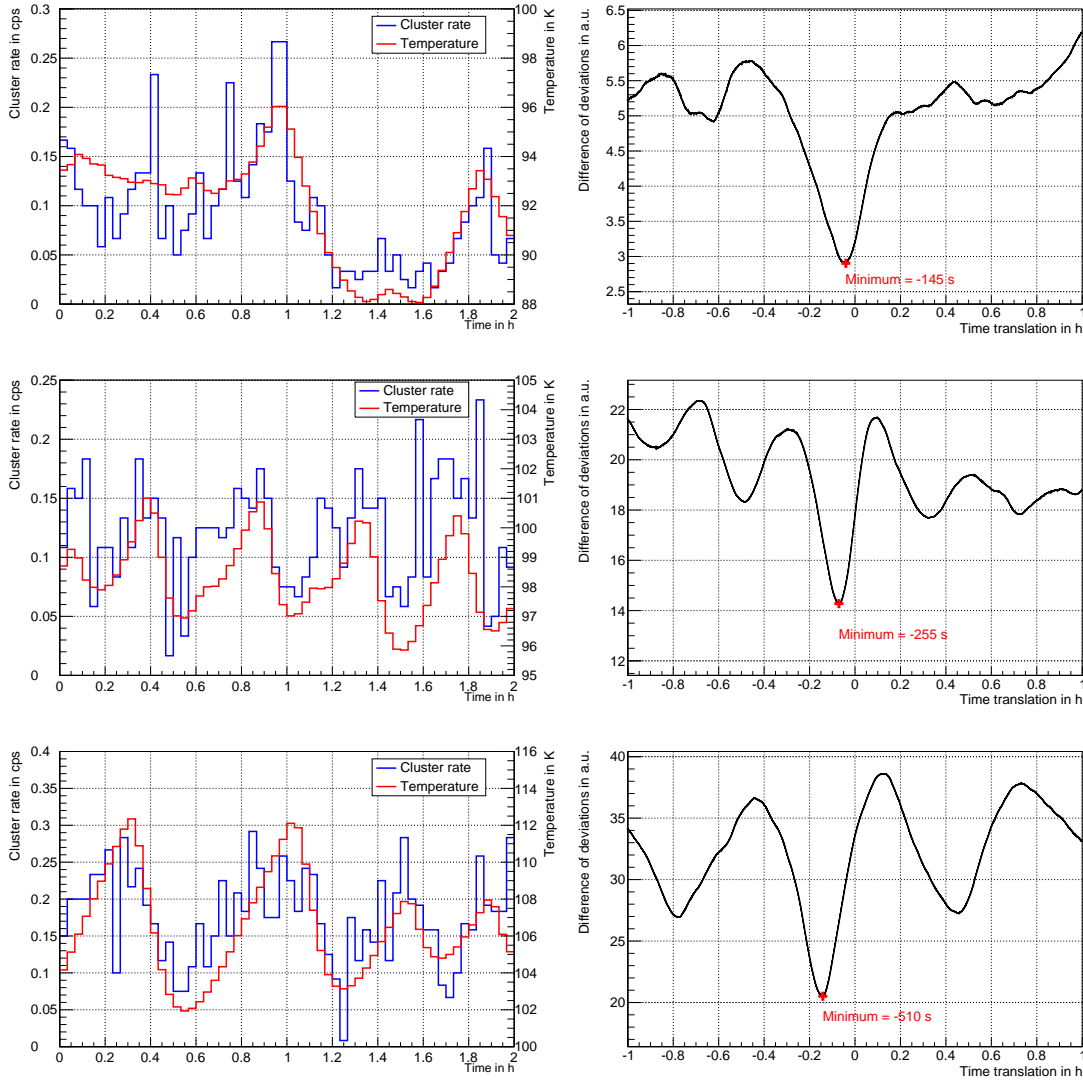 Cluster rate in cps
0.3
0.25
0.2
0.15
0.1
0.05
0
Cluster rate
Temperature
Temperature in K
100
98
96
94
92
90
88
0 0.2 0.4 0.6 0.8 1 1.2 1.4 1.6 1.8 2
Time in h
Difference of deviations in a.u.
6.5
6
5.5
5
4.5
4
3.5
3
2.5
Minimum = -145 s
-1 -0.8 -0.6 -0.4 -0.2 0 0.2 0.4 0.6 0.8 1
Time translation in h
Cluster rate in cps
0.25
0.2
0.15
0.1
0.05
0
Cluster rate
Temperature
Temperature in K
105
104
103
102
101
100
99
98
97
96
95
0 0.2 0.4 0.6 0.8 1 1.2 1.4 1.6 1.8 2
Time in h
Difference of deviations in a.u.
22
20
18
16
14
12
Minimum = -255 s
-1 -0.8 -0.6 -0.4 -0.2 0 0.2 0.4 0.6 0.8 1
Time translation in h
Cluster rate in cps
0.4
0.35
0.3
0.25
0.2
0.15
0.1
0.05
0
Cluster rate
Temperature
Temperature in K
116
114
112
110
108
106
104
102
100
0 0.2 0.4 0.6 0.8 1 1.2 1.4 1.6 1.8 2
Time in h
Difference of deviations in a.u.
40
35
30
25
20
Minimum = -510 s
-1 -0.8 -0.6 -0.4 -0.2 0 0.2 0.4 0.6 0.8 1
Time translation in h